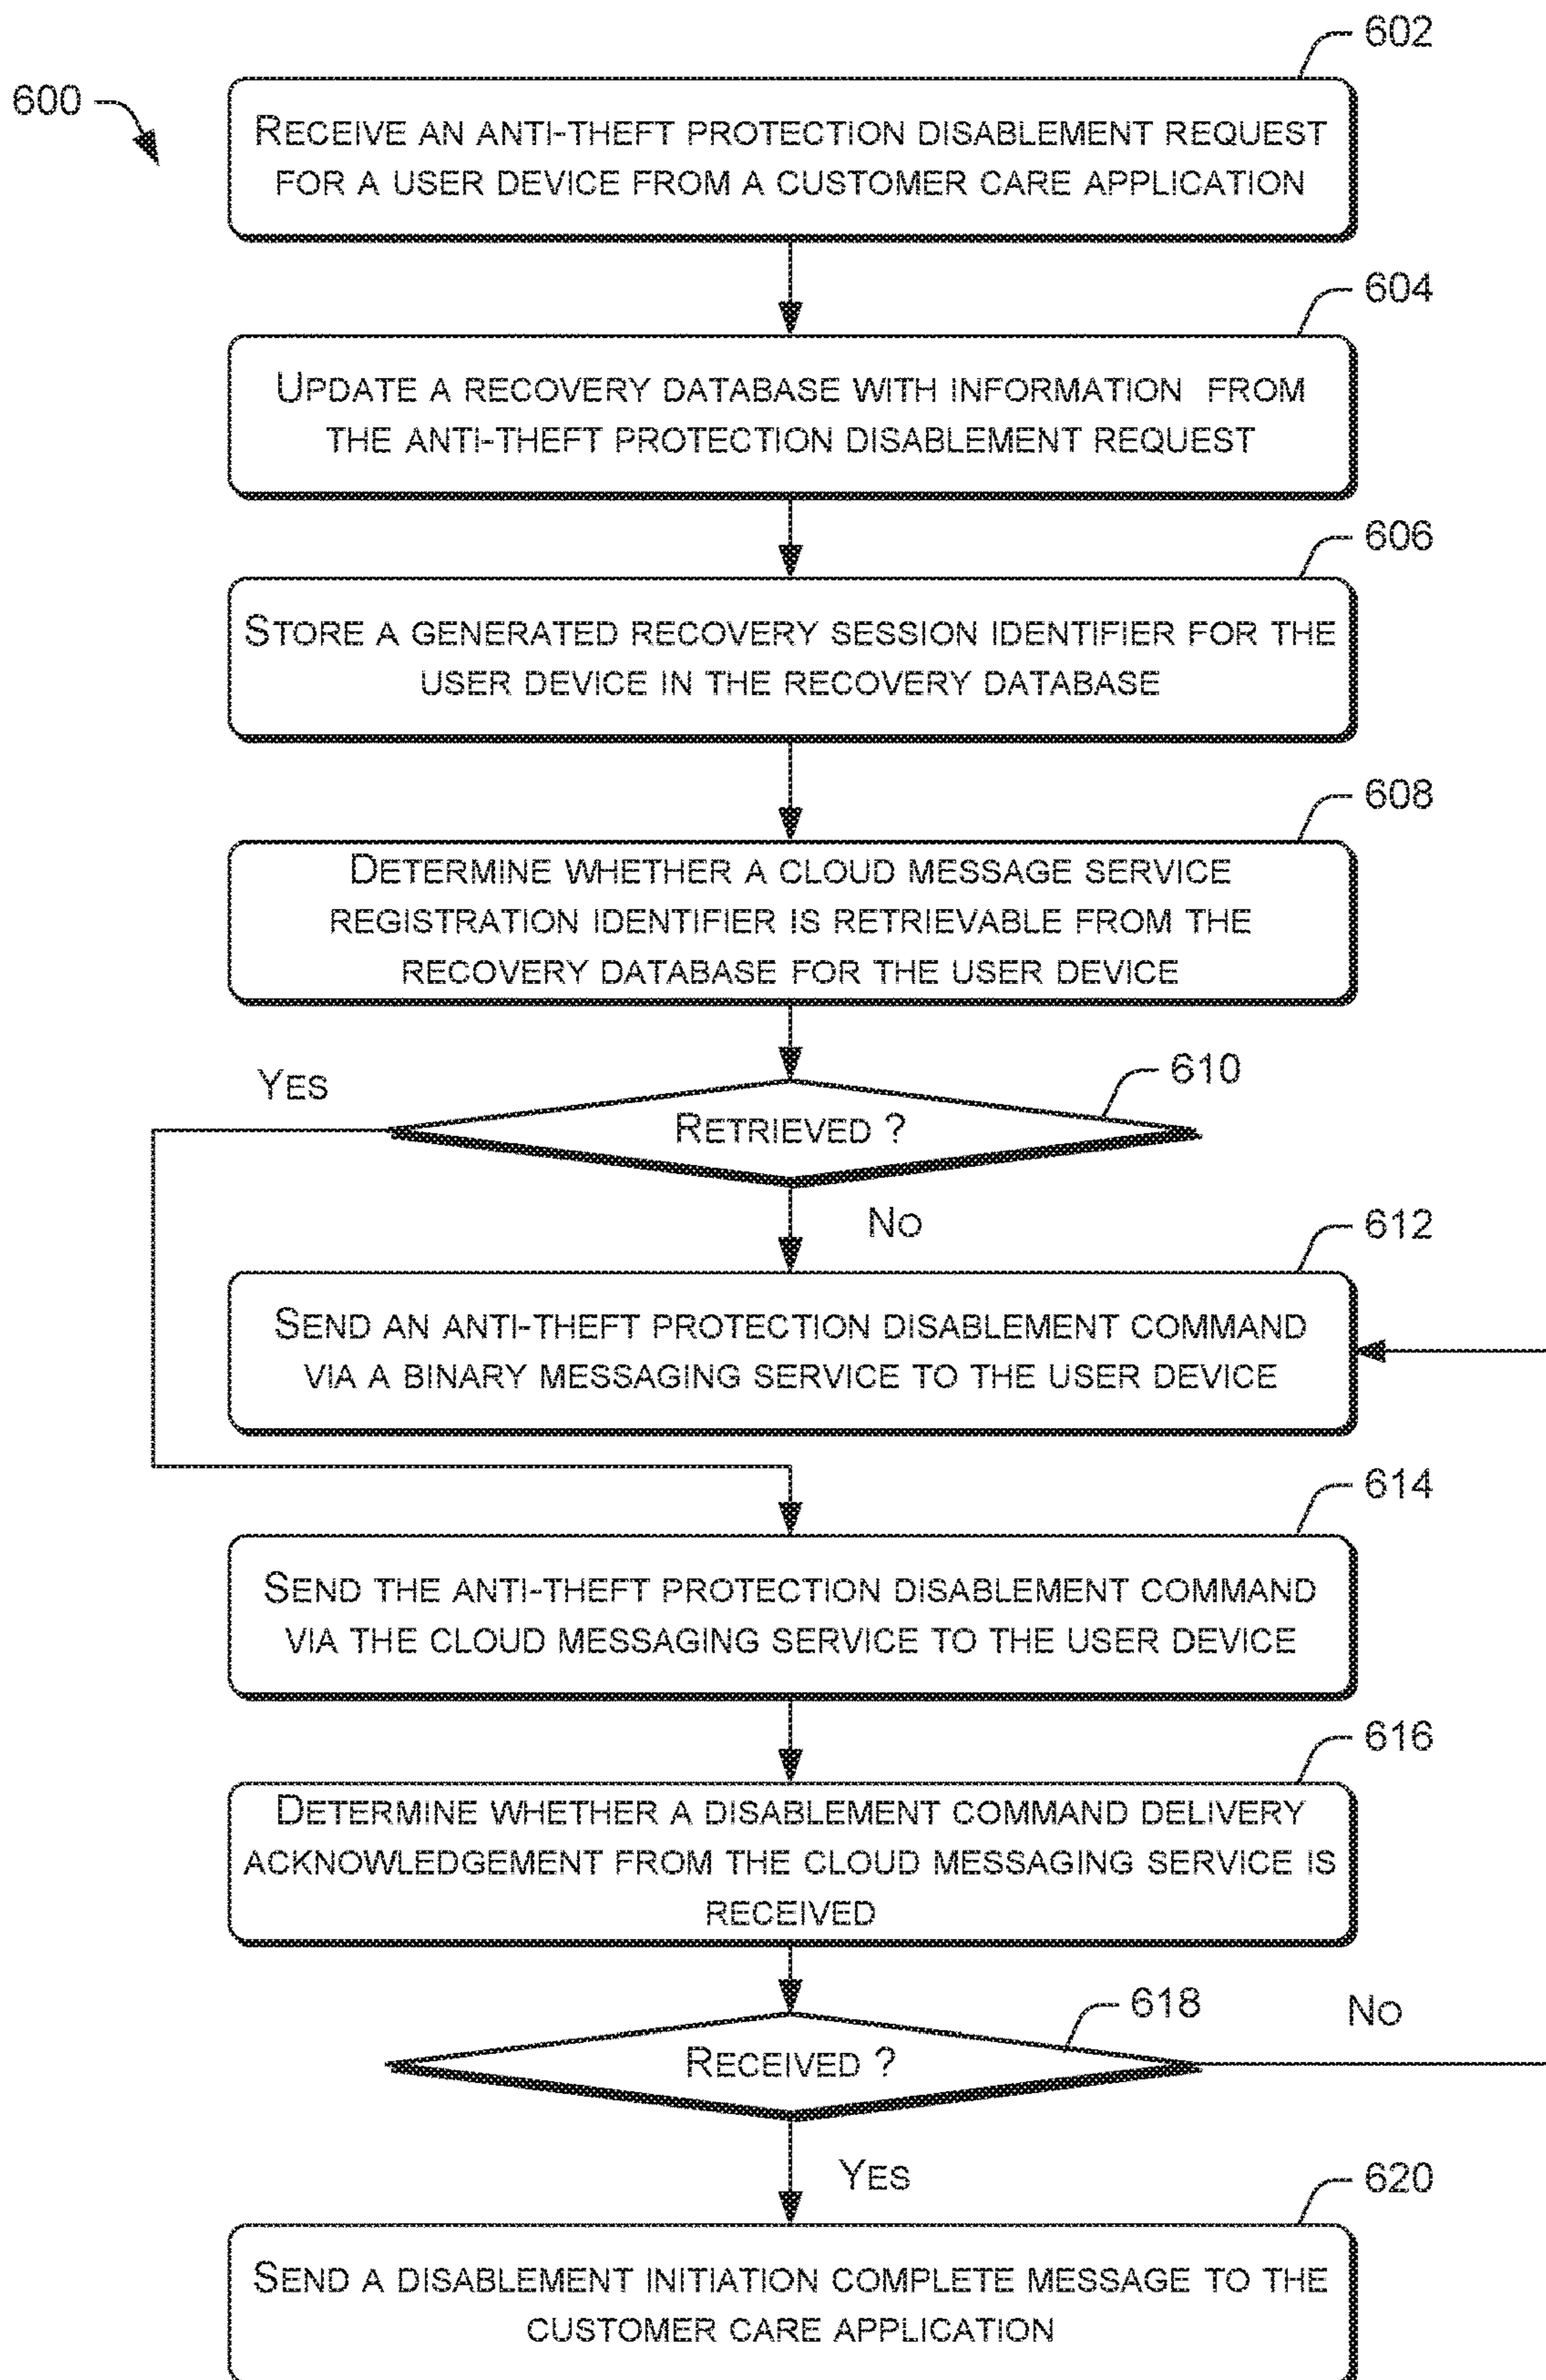 602
600
RECEIVE AN ANTI-THEFT PROTECTION DISABLEMENT REQUEST
FOR A USER DEVICE FROM A CUSTOMER CARE APPLICATION
604
UPDATE A RECOVERY DATABASE WITH INFORMATION FROM
THE ANTI-THEFT PROTECTION DISABLEMENT REQUEST
606
STORE A GENERATED RECOVERY SESSION IDENTIFIER FOR THE
USER DEVICE IN THE RECOVERY DATABASE
608
DETERMINE WHETHER A CLOUD MESSAGE SERVICE
REGISTRATION IDENTIFIER IS RETRIEVABLE FROM THE
RECOVERY DATABASE FOR THE USER DEVICE
610
YES
RETRIEVED ?
NO
612
SEND AN ANTI-THEFT PROTECTION DISABLEMENT COMMAND
VIA A BINARY MESSAGING SERVICE TO THE USER DEVICE
614
SEND THE ANTI-THEFT PROTECTION DISABLEMENT COMMAND
VIA THE CLOUD MESSAGING SERVICE TO THE USER DEVICE
616
DETERMINE WHETHER A DISABLEMENT COMMAND DELIVERY
ACKNOWLEDGEMENT FROM THE CLOUD MESSAGING SERVICE IS
RECEIVED
618
NO
RECEIVED ?
YES
620
SEND A DISABLEMENT INITIATION COMPLETE MESSAGE TO THE
CUSTOMER CARE APPLICATION